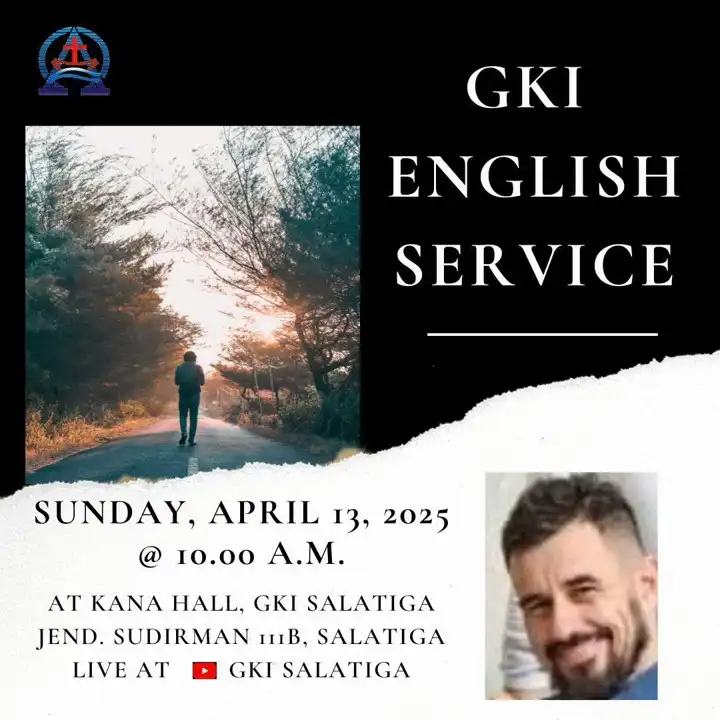 GKI
ENGLISH
SERVICE
SUNDAY, APRIL 13, 2025
@ 10.00 A.M.
AT KANA HALL, GKI SALATIGA
JEND. SUDIRMAN 111B, SALATIGA
LIVE AT GKI SALATIGA